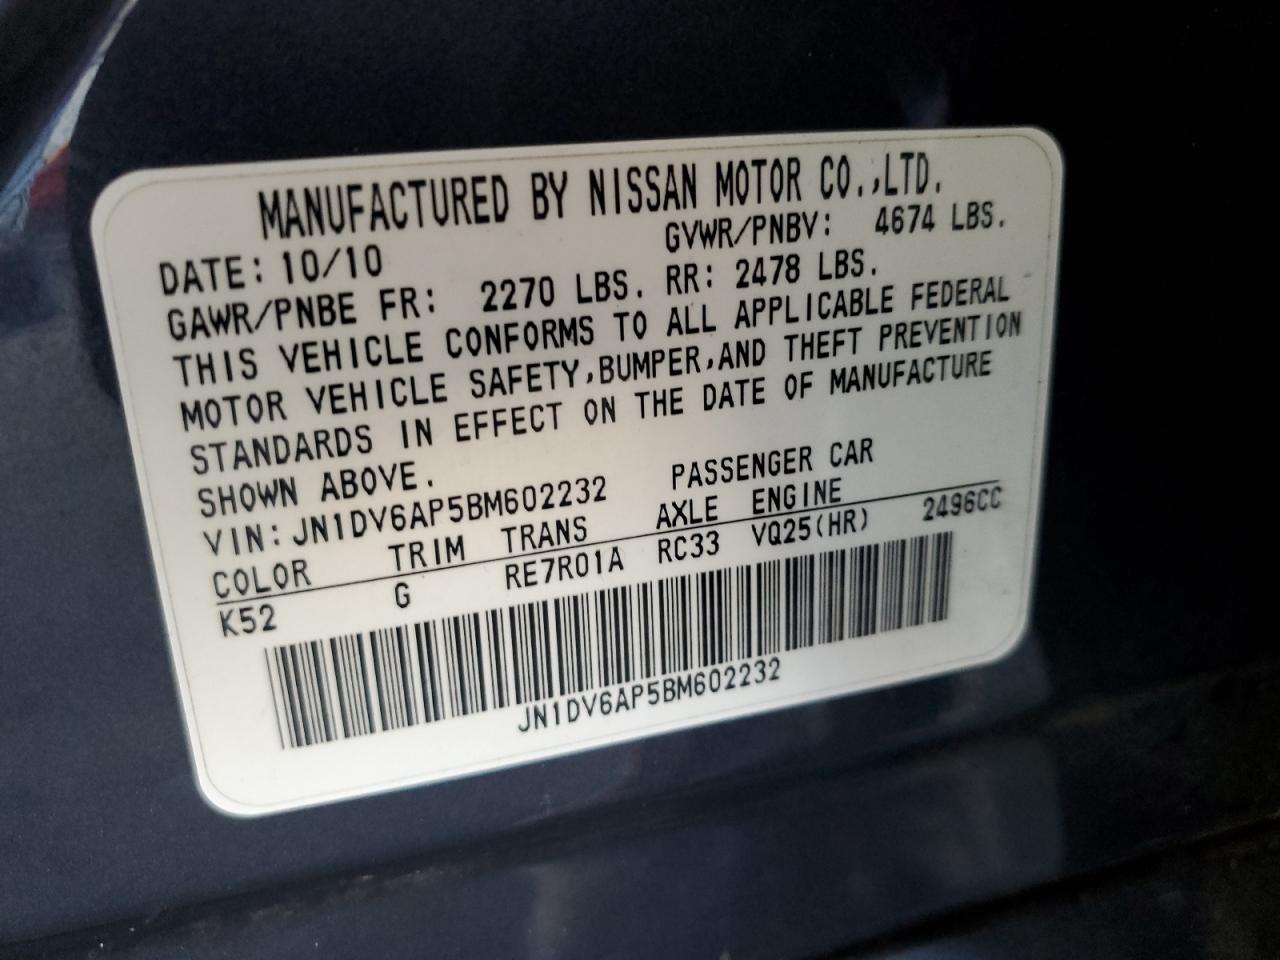 MANUFACTURED BY NISSAN MOTOR CO.,LTD.
DATE: 10/10 GVWR/PNBV: 4674 LBS.
GAWR/PNBE FR: 2270 LBS. RR: 2478 LBS.
THIS VEHICLE CONFORMS TO ALL APPLICABLE FEDERAL
MOTOR VEHICLE SAFETY,BUMPER,AND THEFT PREVENTION
STANDARDS IN EFFECT ON THE DATE OF MANUFACTURE
SHOWN ABOVE.
VIN: JN1DV6AP5BM602232 PASSENGER CAR
COLOR TRIM TRANS AXLE ENGINE
K52 G RE7R01A RC33 VQ25(HR) 2496CC
JN1DV6AP5BM602232